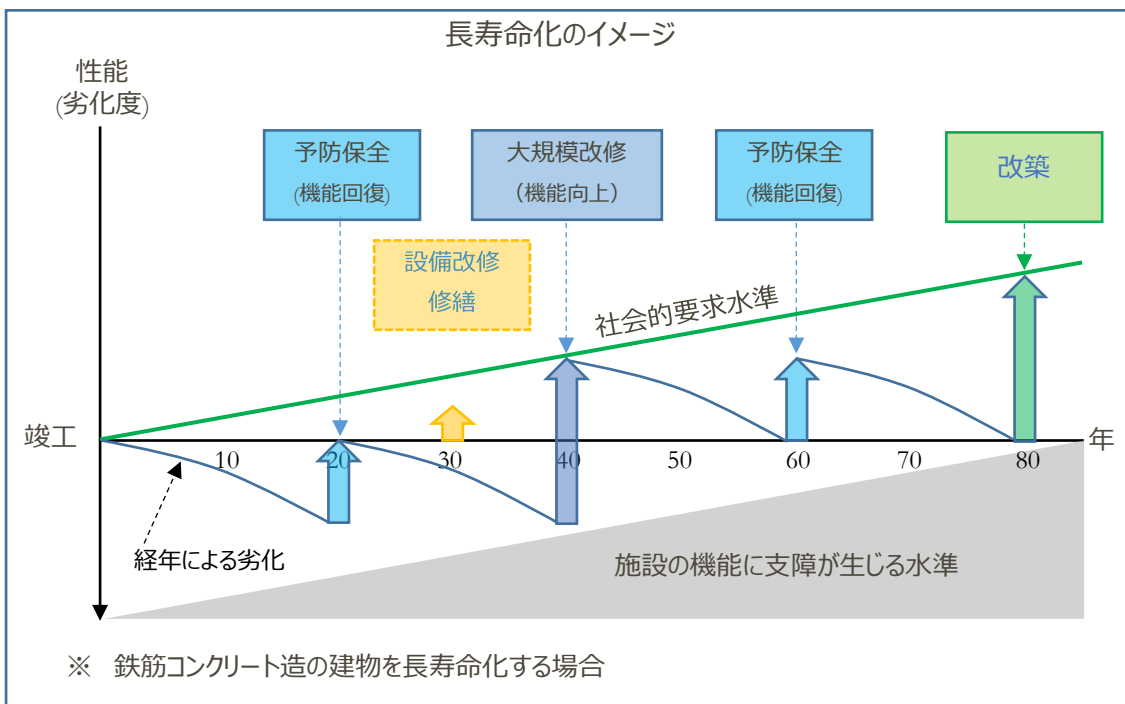 長寿命化のイメージ
性能
(劣化度)
予防保全
(機能回復)
大規模改修
（機能向上）
予防保全
(機能回復)
改築
設備改修
修繕
社会的要求水準
竣工
10
20
30
40
50
60
70
80
年
経年による劣化
施設の機能に支障が生じる水準
※　鉄筋コンクリート造の建物を長寿命化する場合